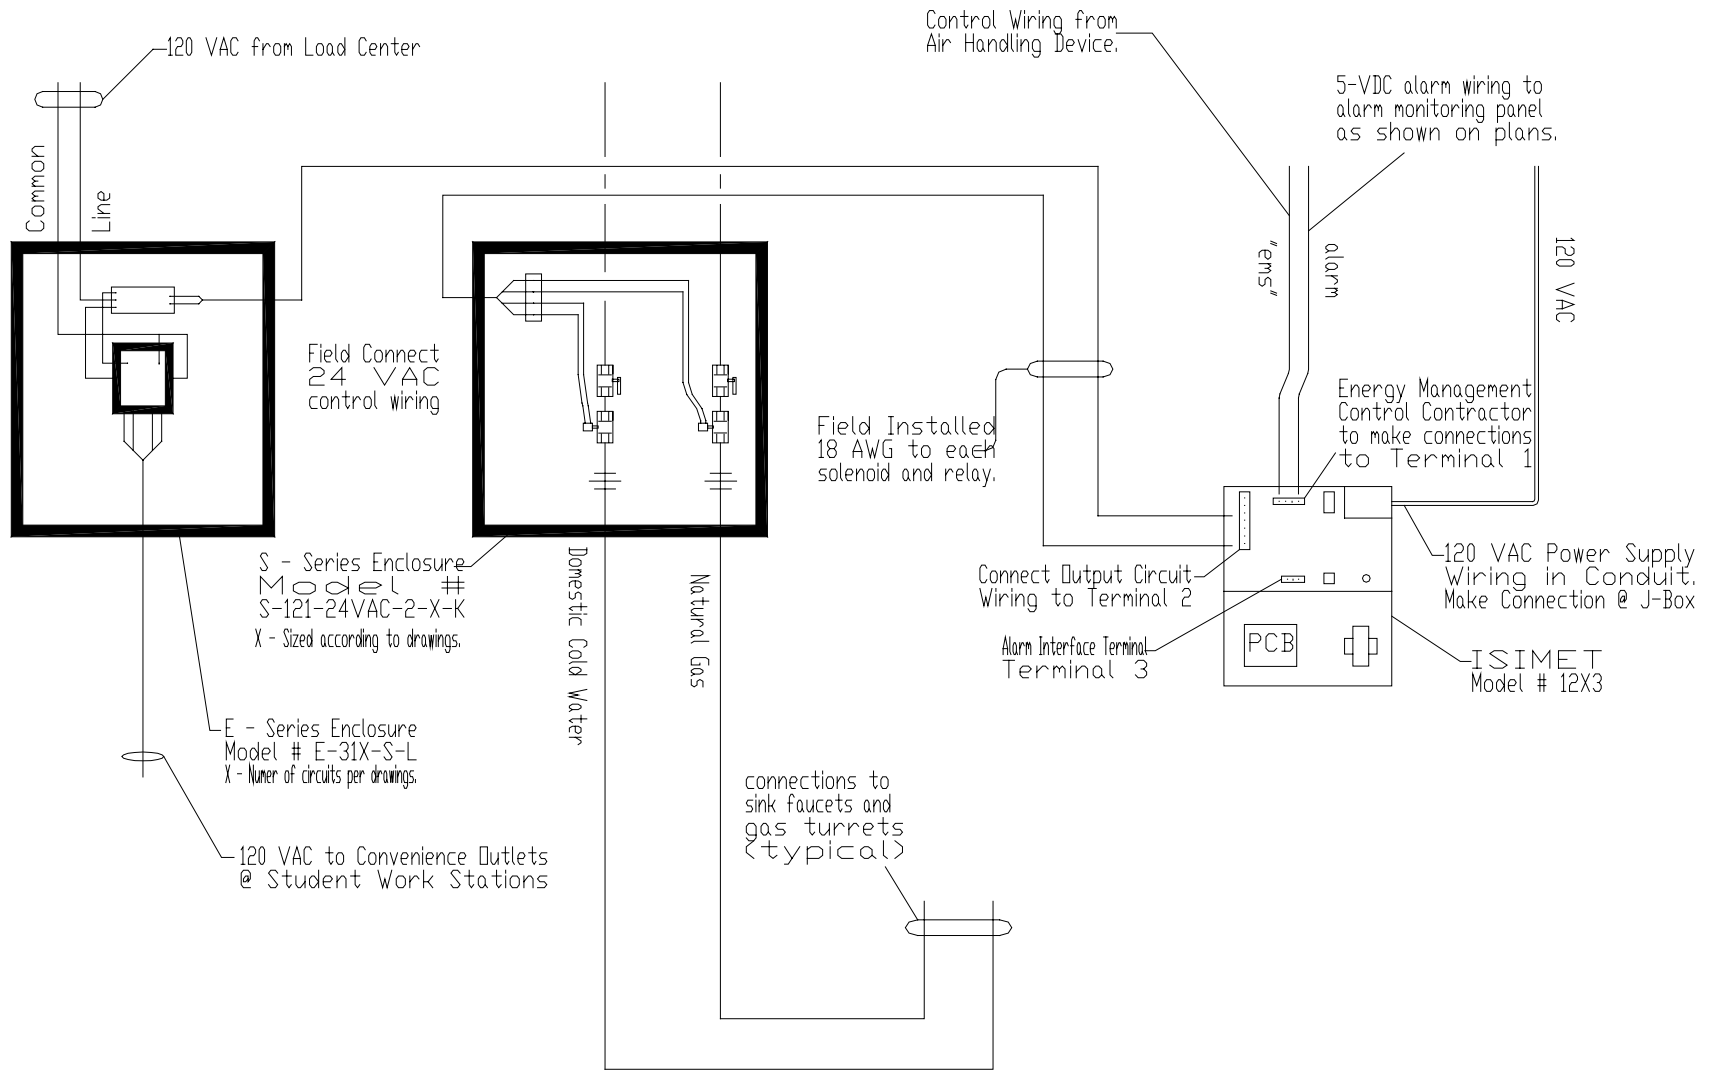 120 VAC from Load Center
Control Wiring from
Air Handling Device.
5-VDC alarm wiring to
alarm monitoring panel
as shown on plans.
Common
Line
"ems"
alarm
120 VAC
Field Connect
24 VAC
control wiring
Field Installed
18 AWG to each
solenoid and relay.
Energy Management
Control Contractor
to make connections
to Terminal 1
S - Series Enclosure
Model #
S-121-24VAC-2-X-K
X - Sized according to drawings.
Domestic Cold Water
Natural Gas
Connect Output Circuit
Wiring to Terminal 2
120 VAC Power Supply
Wiring in Conduit.
Make Connection @ J-Box
Alarm Interface Terminal
Terminal 3
PCB
ISIMET
Model # 12X3
E - Series Enclosure
Model # E-31X-S-L
X - Numer of circuits per drawings.
connections to
sink faucets and
gas turrets
(typical)
120 VAC to Convenience Outlets
@ Student Work Stations